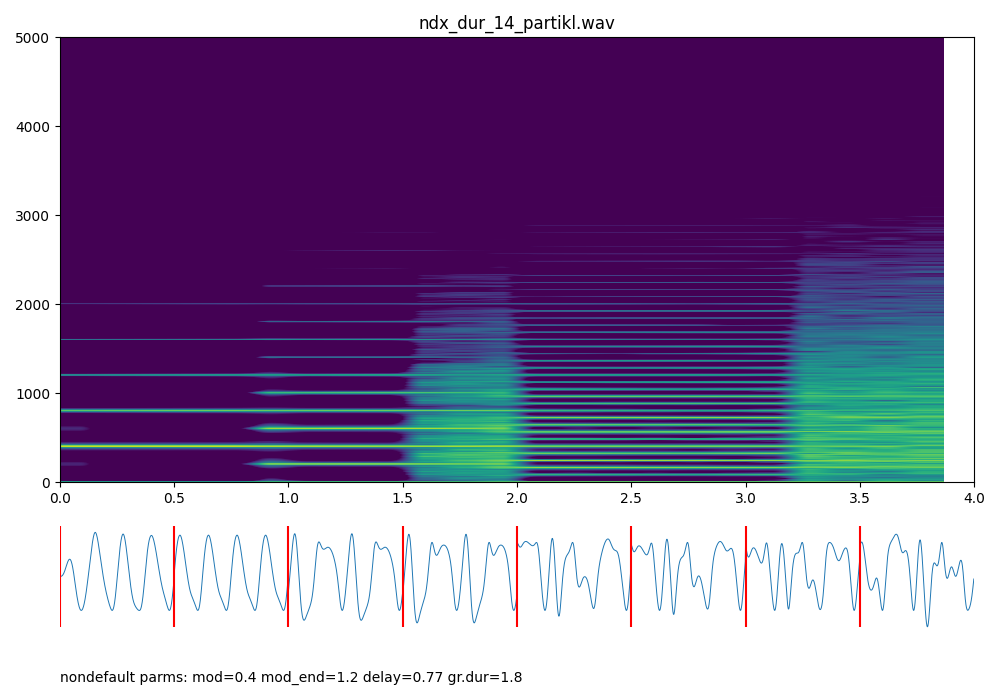 ndx_dur_14_partikl.wav
5000
4000
3000
2000
1000
0
0.0 0.5 1.0 1.5 2.0 2.5 3.0 3.5 4.0
nondefault parms: mod=0.4 mod_end=1.2 delay=0.77 gr.dur=1.8